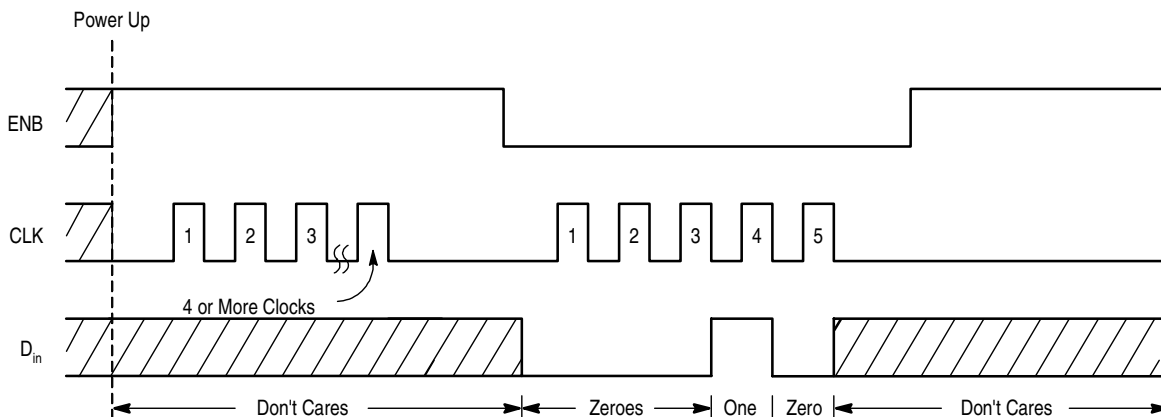 Power Up
ENB
CLK
1 2 3
1 2 3 4 5
4 or More Clocks
Din
Don't Cares Zeroes One Zero Don't Cares